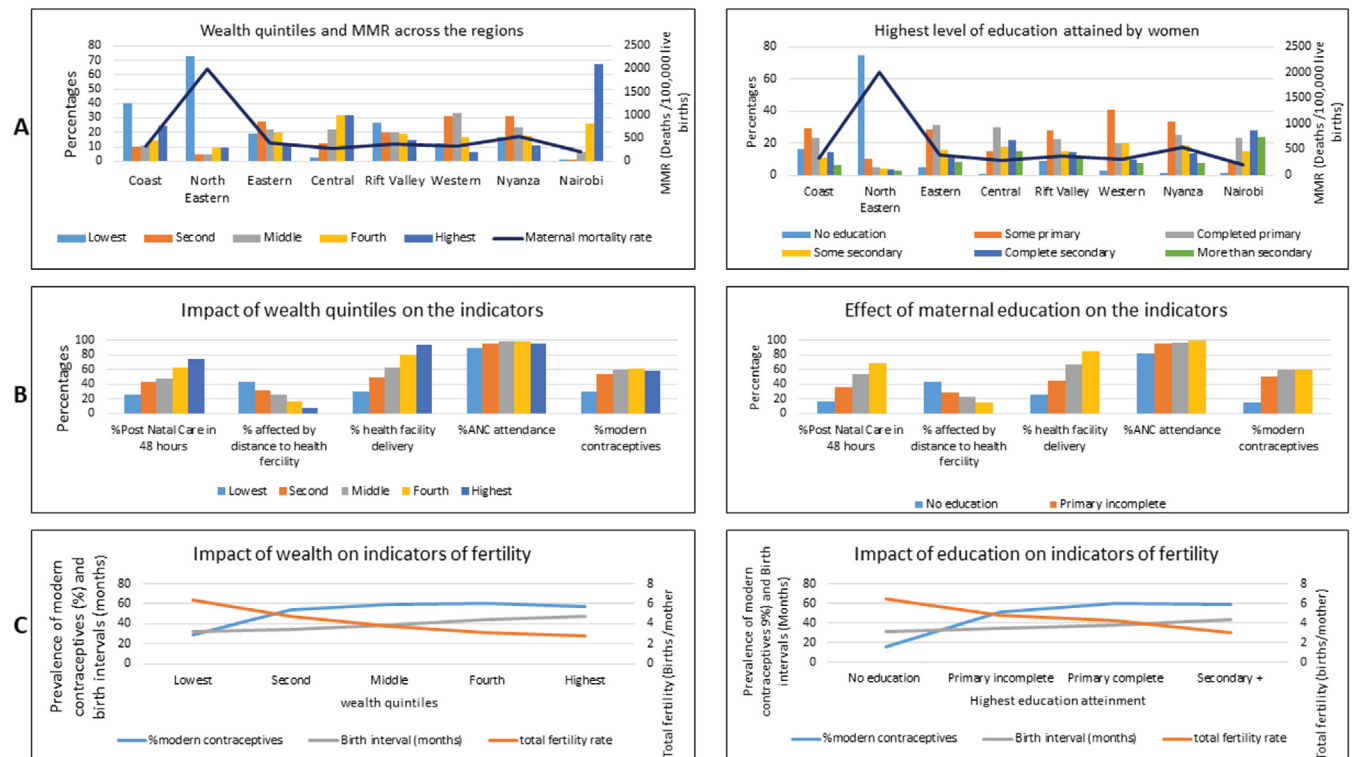 A
Wealth quintiles and MMR across the regions
Percentages
80
70
60
50
40
30
20
10
0
2500
2000
1500
1000
500
0
MMR (Deaths /100,000 live
births)
Coast
North
Eastern
Eastern
Central
Rift Valley
Western
Nyanza
Nairobi
Lowest
Second
Middle
Fourth
Highest
Maternal mortality rate
Highest level of education attained by women
Percentages
80
60
40
20
0
2500
2000
1500
1000
500
0
MMR (Deaths /100,000 live
births)
Coast
North
Eastern
Eastern
Central
Rift Valley
Western
Nyanza
Nairobi
No education
Some primary
Completed primary
Some secondary
Complete secondary
More than secondary
B
Impact of wealth quintiles on the indicators
Percentages
100
80
60
40
20
0
%Post Natal Care in
48 hours
% affected by
distance to health
fercility
% health facility
delivery
%ANC attendance
%modern
contraceptives
Lowest
Second
Middle
Fourth
Highest
Effect of maternal education on the indicators
Percentage
100
80
60
40
20
0
%Post Natal Care in
48 hours
% affected by
distance to health
fercility
% health facility
delivery
%ANC attendance
%modern
contraceptives
No education
Primary incomplete
C
Impact of wealth on indicators of fertility
Prevalence of modern
contraceptives (%) and
birth intervals (months)
80
60
40
20
0
8
6
4
2
0
Total fertility (Births/mother
Lowest
Second
Middle
Fourth
Highest
wealth quintiles
%modern contraceptives
Birth interval (months)
total fertility rate
Impact of education on indicators of fertility
Prevalence of modern
contraceptives 9%) and Birth
intervals (Months)
80
60
40
20
0
8
6
4
2
0
Total fertility (births/mother)
No education
Primary incomplete
Primary complete
Secondary +
Highest education atteinment
%modern contraceptives
Birth interval (months)
total fertility rate